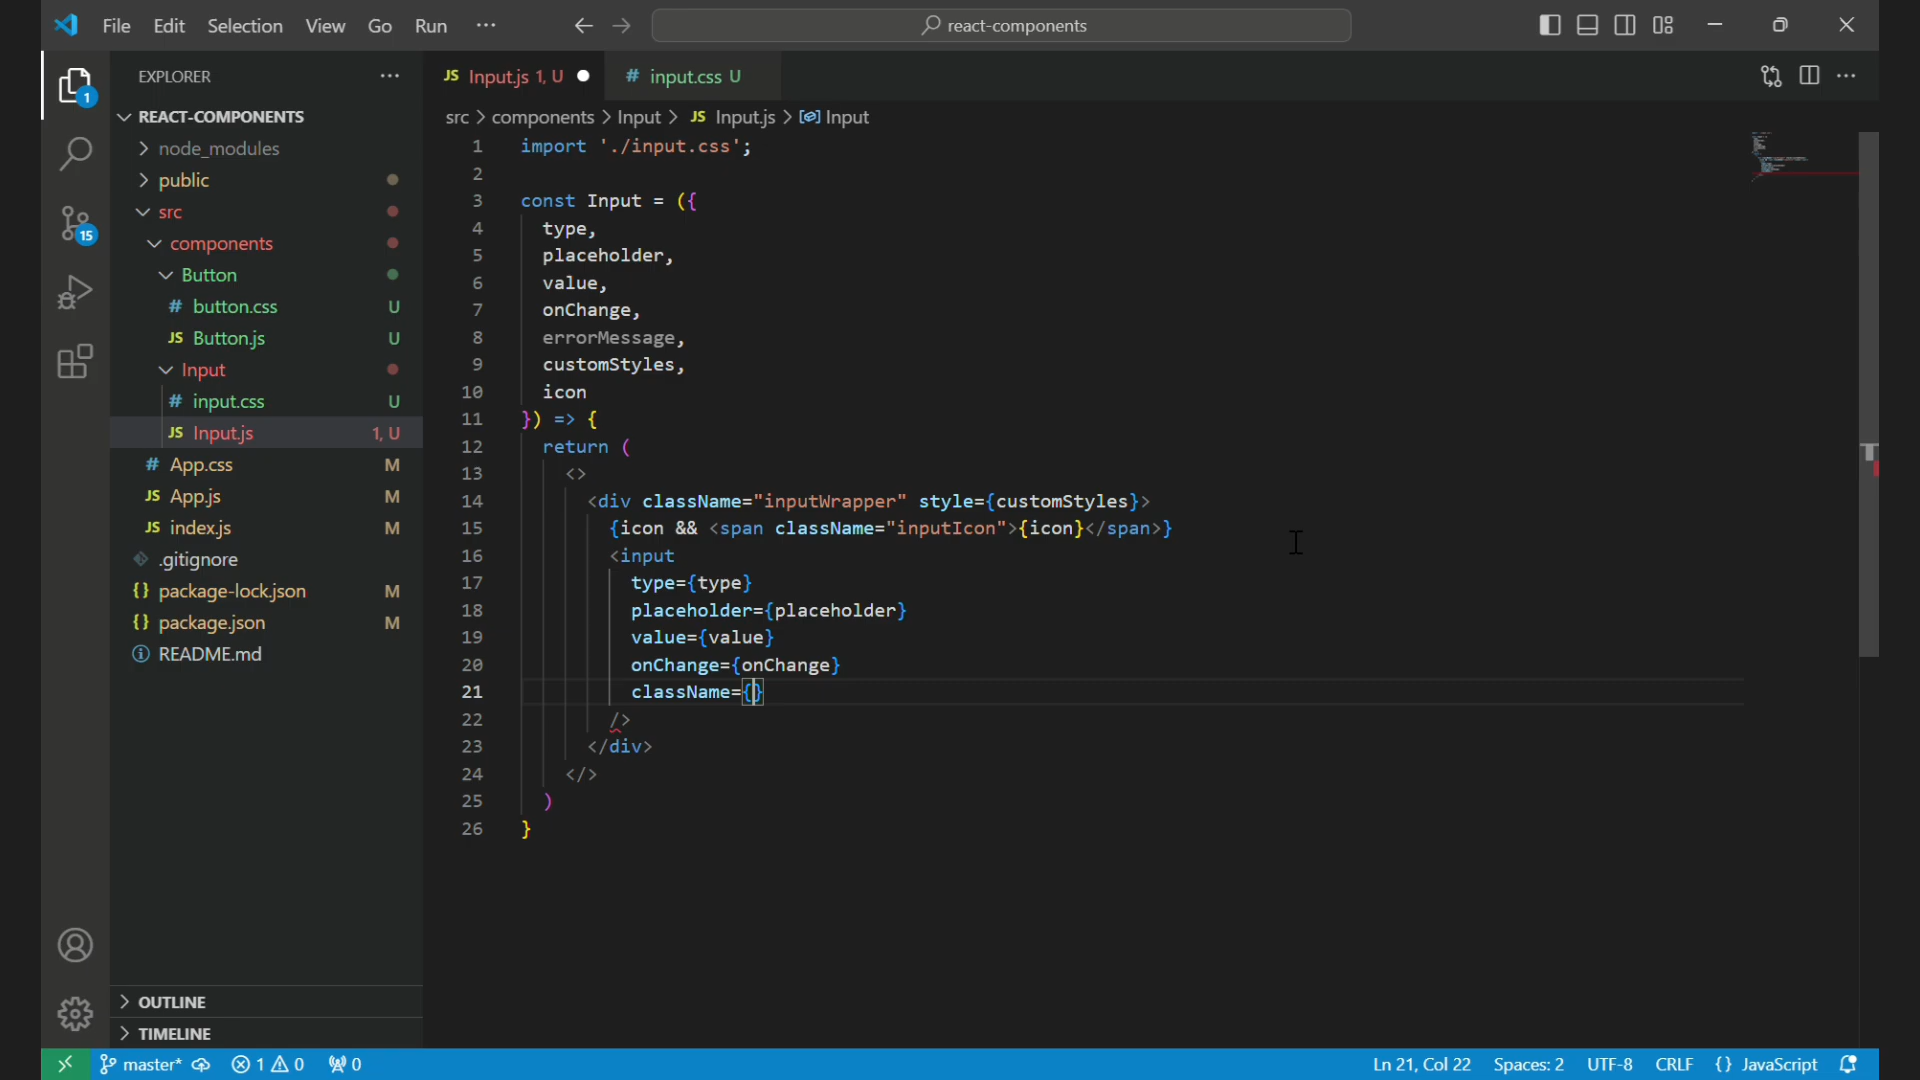 File Edit Selection View Go Run ··· react-components
EXPLORER ···
REACT-COMPONENTS
node_modules
public
src
components
Button
# button.css U
JS Button.js U
Input
# input.css U
JS Input.js 1, U
# App.css M
JS App.js M
JS index.js M
.gitignore
{} package-lock.json M
{} package.json M
README.md
OUTLINE
TIMELINE
1
15
JS Input.js 1, U # input.css U
src > components > Input > JS Input.js > Input
1 import './input.css';
2
3 const Input = ({
4 type,
5 placeholder,
6 value,
7 onChange,
8 errorMessage,
9 customStyles,
10 icon
11 }) => {
12 return (
13 <>
14 <div className="inputWrapper" style={customStyles}>
15 {icon && <span className="inputIcon">{icon}</span>}
16 <input
17 type={type}
18 placeholder={placeholder}
19 value={value}
20 onChange={onChange}
21 className={}
22 />
23 </div>
24 </>
25 )
26 }
master* 1 0 0 Ln 21, Col 22 Spaces: 2 UTF-8 CRLF {} JavaScript